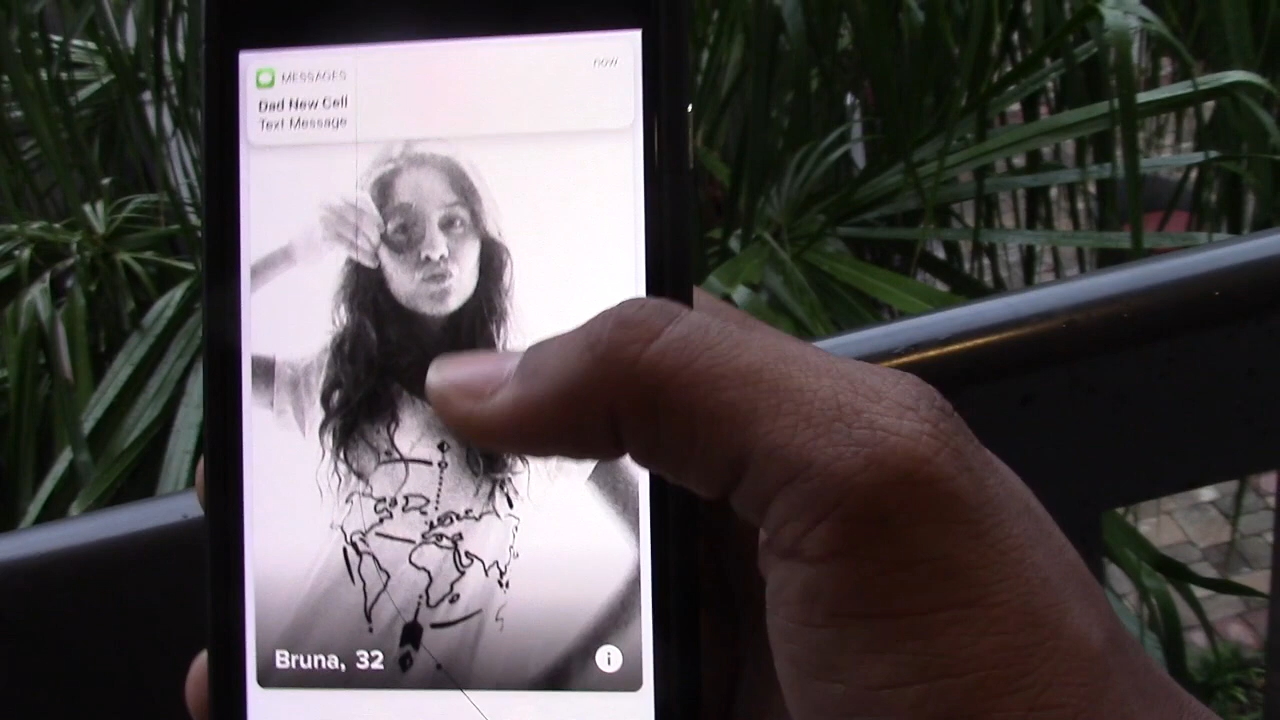 MESSAGES
now
Dad New Cell
Text Message
Bruna, 32
i